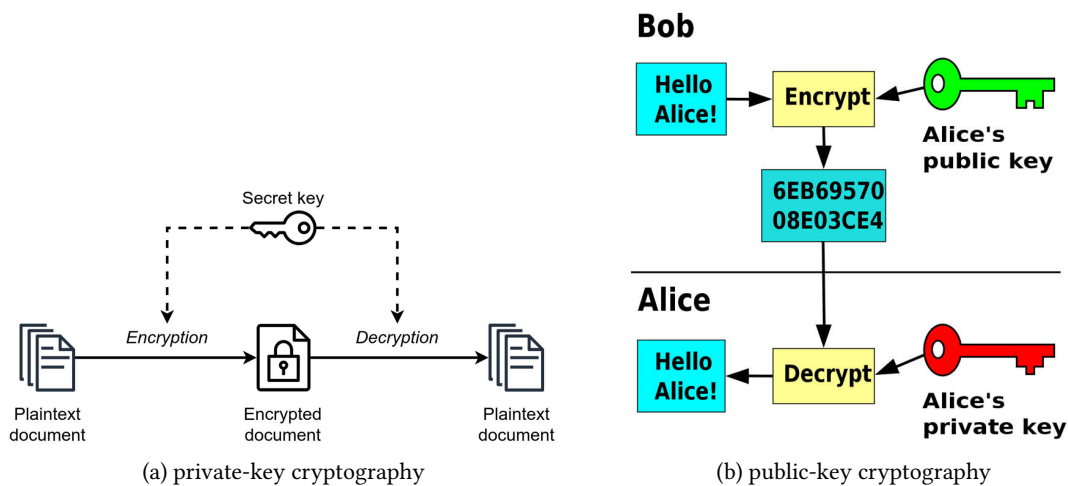 Secret key
Encryption
Decryption
Plaintext
document
Encrypted
document
Plaintext
document
(a) private-key cryptography
Bob
Hello
Alice!
Encrypt
Alice's
public key
6EB69570
08E03CE4
Alice
Hello
Alice!
Decrypt
Alice's
private key
(b) public-key cryptography